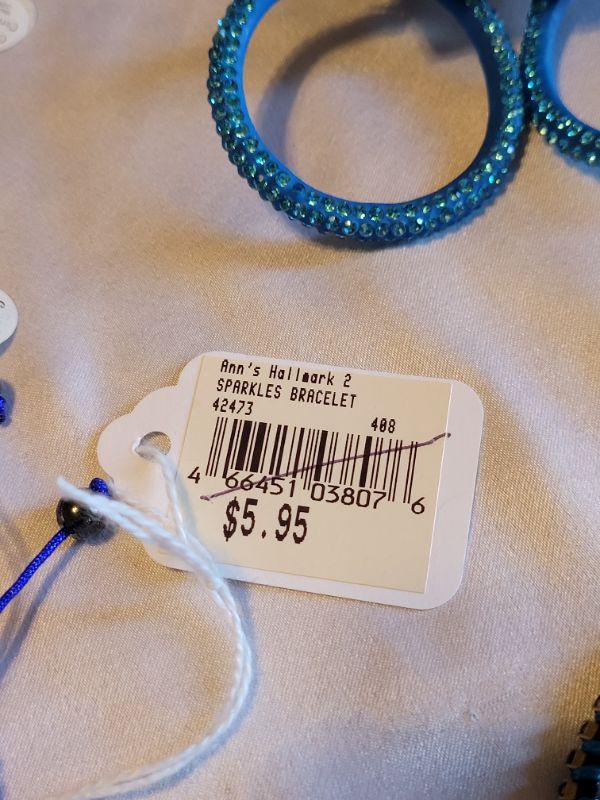 Ann's Hallmark 2
SPARKLES BRACELET
42473 408
4 66451 03807 6
$5.95